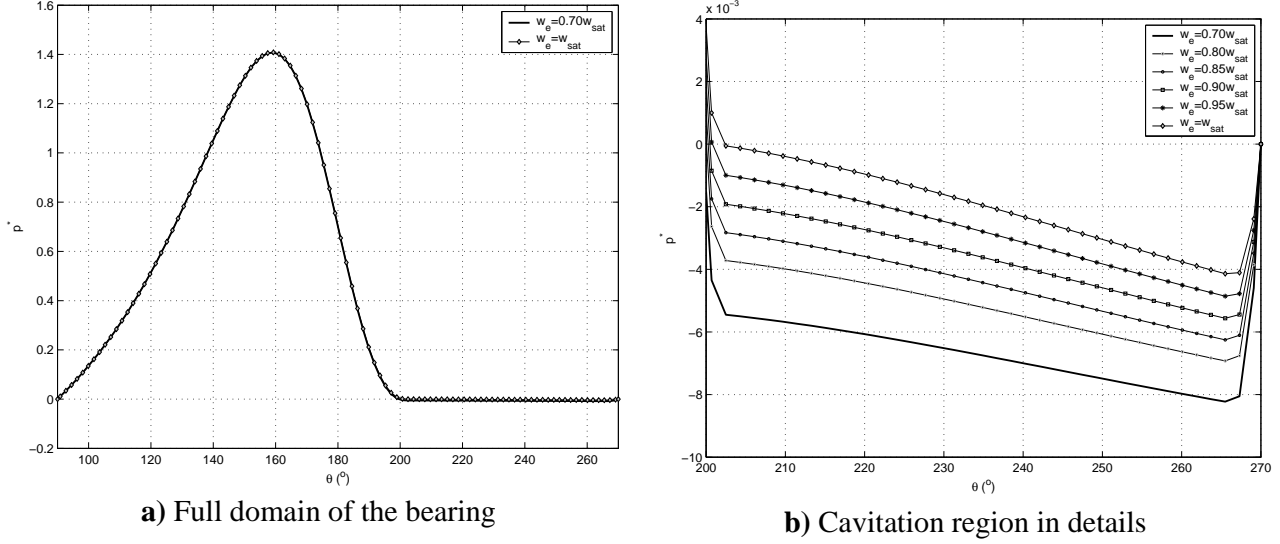 1.6
1.4
1.2
1
0.8
0.6
0.4
0.2
0
−0.2
p*
100 120 140 160 180 200 220 240 260
θ (o)
w_e=0.70w_sat
w_e=w_sat
a) Full domain of the bearing
x 10−3
4
2
0
−2
−4
−6
−8
−10
p*
200 210 220 230 240 250 260 270
θ (o)
w_e=0.70w_sat
w_e=0.80w_sat
w_e=0.85w_sat
w_e=0.90w_sat
w_e=0.95w_sat
w_e=w_sat
b) Cavitation region in details